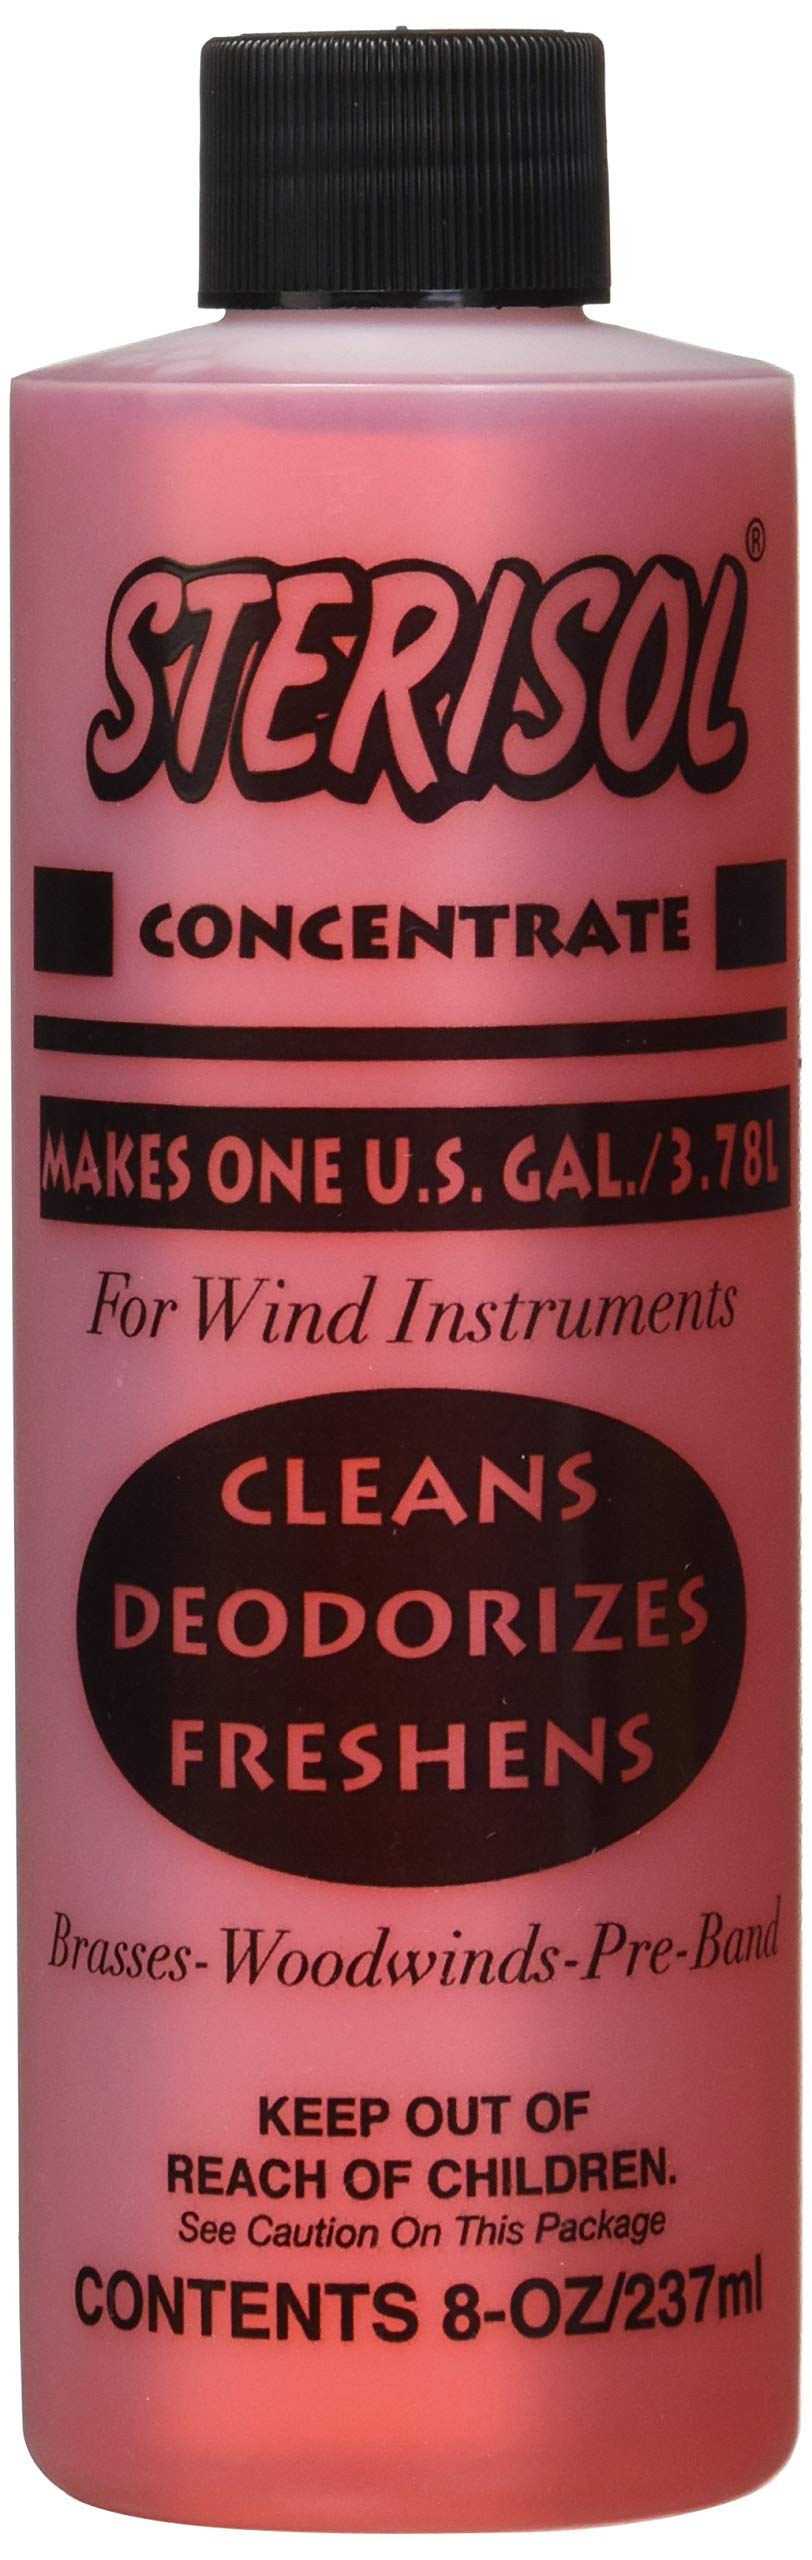 STERISOL®
CONCENTRATE
MAKES ONE U.S. GAL./3.78L
For Wind Instruments
CLEANS
DEODORIZES
FRESHENS
Brasses-Woodwinds-Pre-Band
KEEP OUT OF
REACH OF CHILDREN.
See Caution On This Package
CONTENTS 8-OZ/237ml